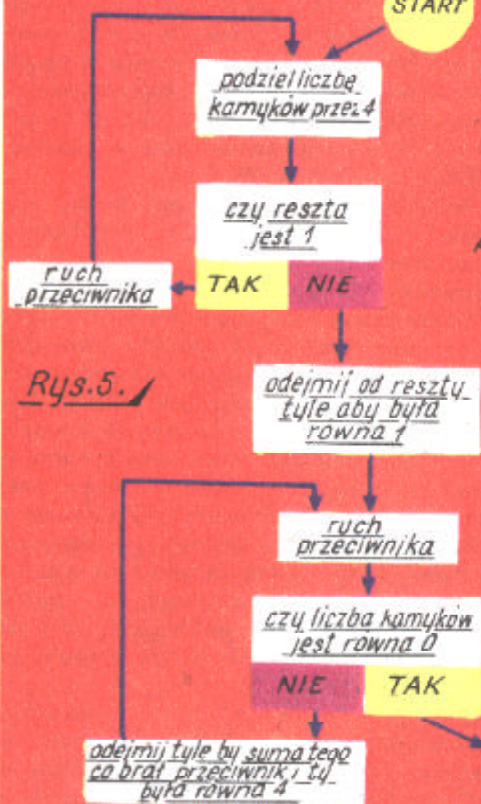 START
podziel liczbę
kamyków przez 4
czy reszta
jest 1
TAK NIE
ruch
przeciwnika
Rys.5.
odejmij od reszty
tyle aby była
równa 1
ruch
przeciwnika
czy liczba kamyków
jest równa 0
NIE TAK
odejmij tyle by suma tego
co brał przeciwnik i ty
była równa 4